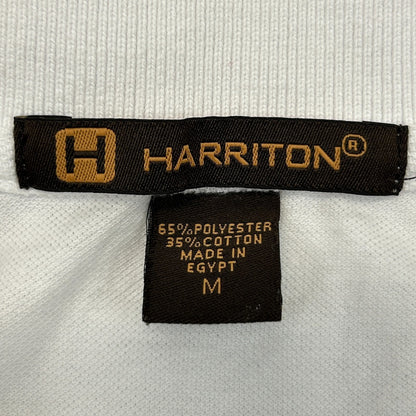 H HARRITON®
65%POLYESTER
35%COTTON
MADE IN
EGYPT
M